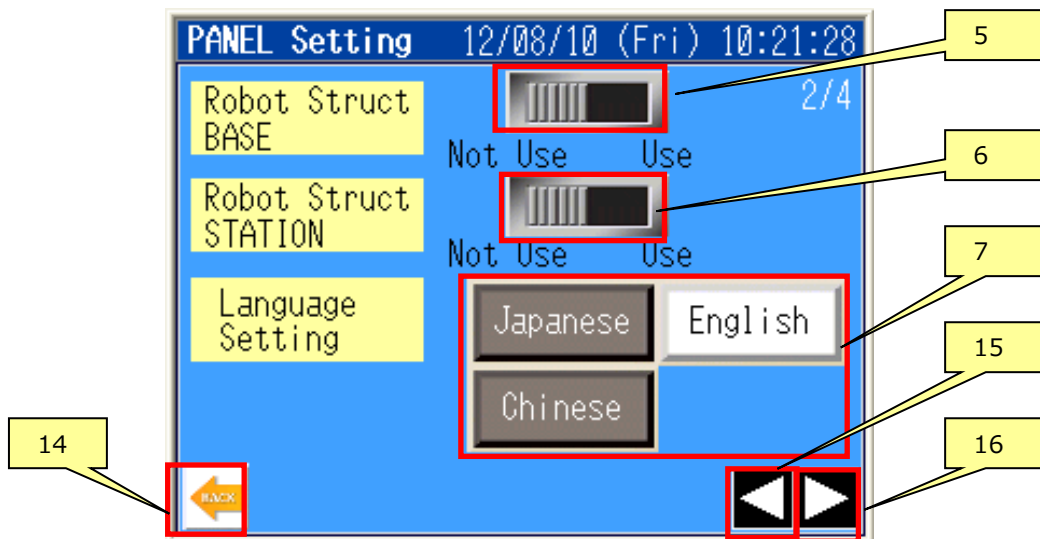 PANEL Setting 12/08/10 (Fri) 10:21:28
5
2/4
Robot Struct
BASE
Not Use Use
6
Robot Struct
STATION
Not Use Use
7
Language
Setting
Japanese English
15
Chinese
14
16
BACK